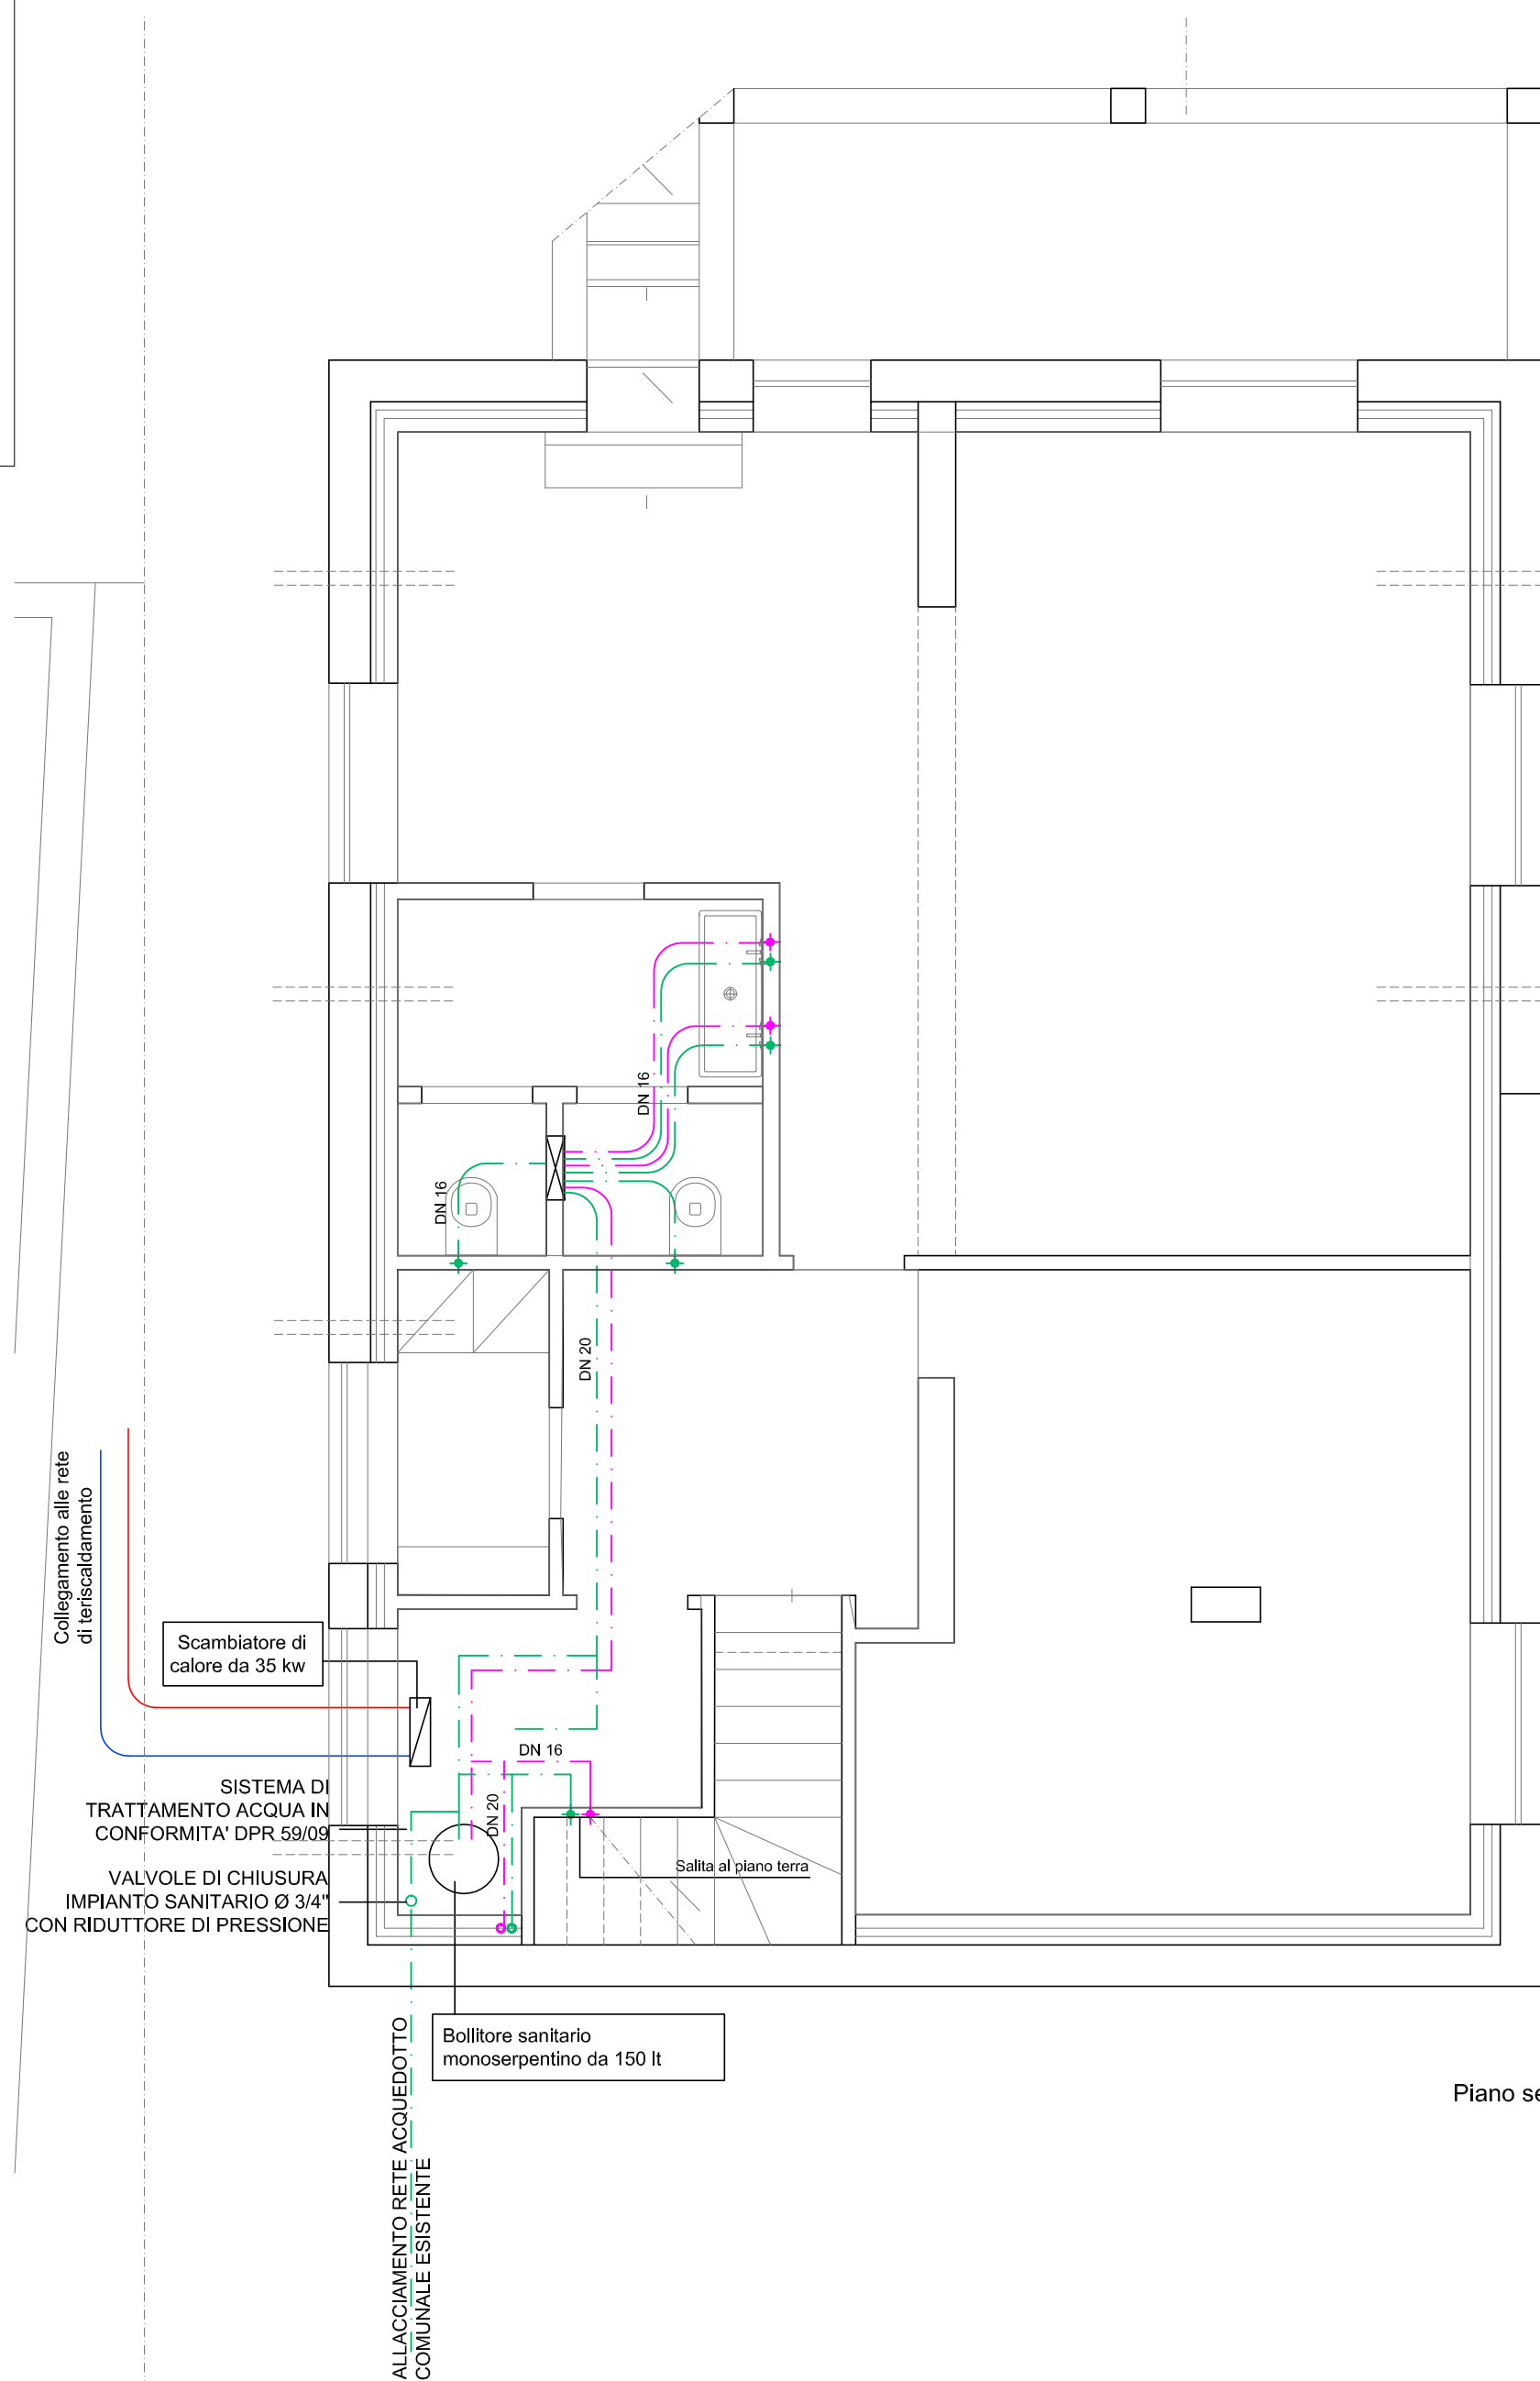 DN 16
DN 16
DN 20
Collegamento alle rete
di teriscaldamento
Scambiatore di
calore da 35 kw
DN 16
SISTEMA DI
TRATTAMENTO ACQUA IN
CONFORMITA' DPR 59/09
DN 20
Salita al piano terra
VALVOLE DI CHIUSURA
IMPIANTO SANITARIO Ø 3/4"
CON RIDUTTORE DI PRESSIONE
Bollitore sanitario
monoserpentino da 150 lt
ALLACCIAMENTO RETE ACQUEDOTTO
COMUNALE ESISTENTE
Piano se